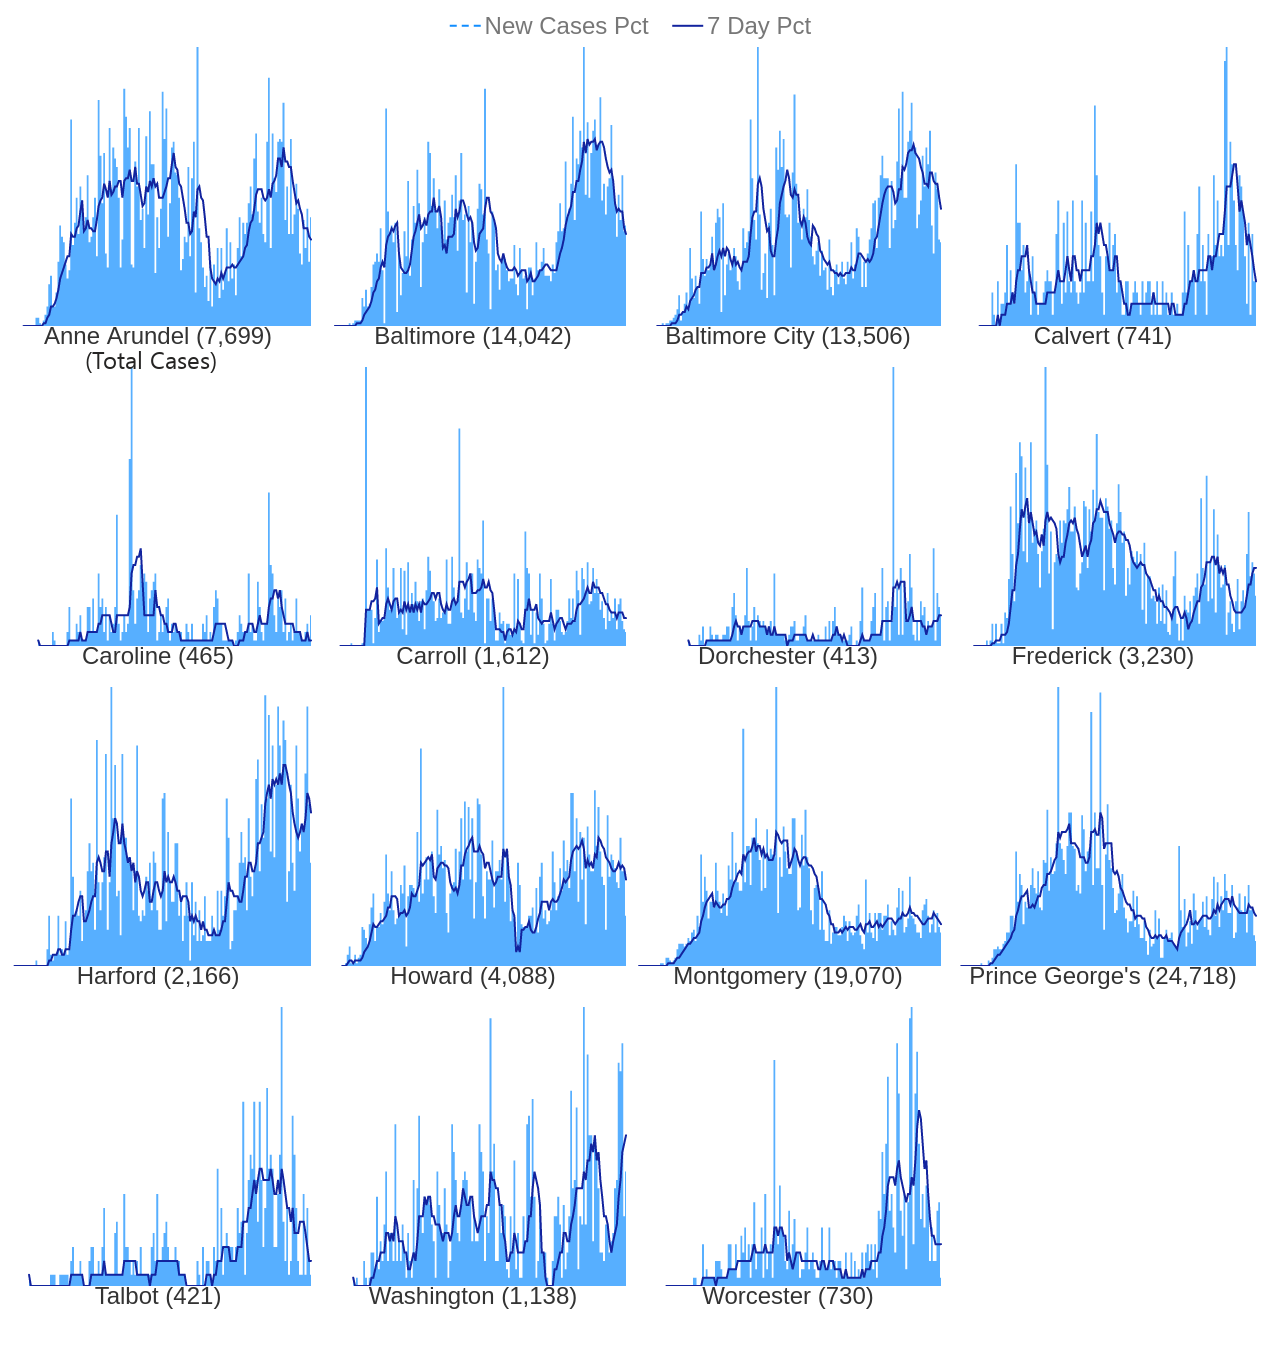 New Cases Pct 7 Day Pct
Anne Arundel (7,699) Baltimore (14,042) Baltimore City (13,506) Calvert (741)
(Total Cases)
Caroline (465) Carroll (1,612) Dorchester (413) Frederick (3,230)
Harford (2,166) Howard (4,088) Montgomery (19,070) Prince George's (24,718)
Talbot (421) Washington (1,138) Worcester (730)